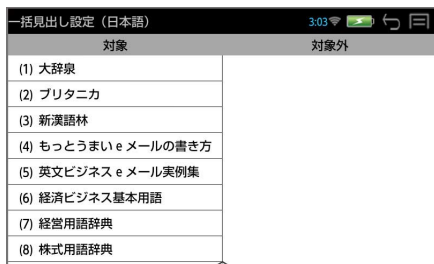 一括見出し設定（日本語）
3:03
対象
対象外
(1) 大辞泉
(2) ブリタニカ
(3) 新漢語林
(4) もっとうまい e メールの書き方
(5) 英文ビジネス e メール実例集
(6) 経済ビジネス基本用語
(7) 経営用語辞典
(8) 株式用語辞典